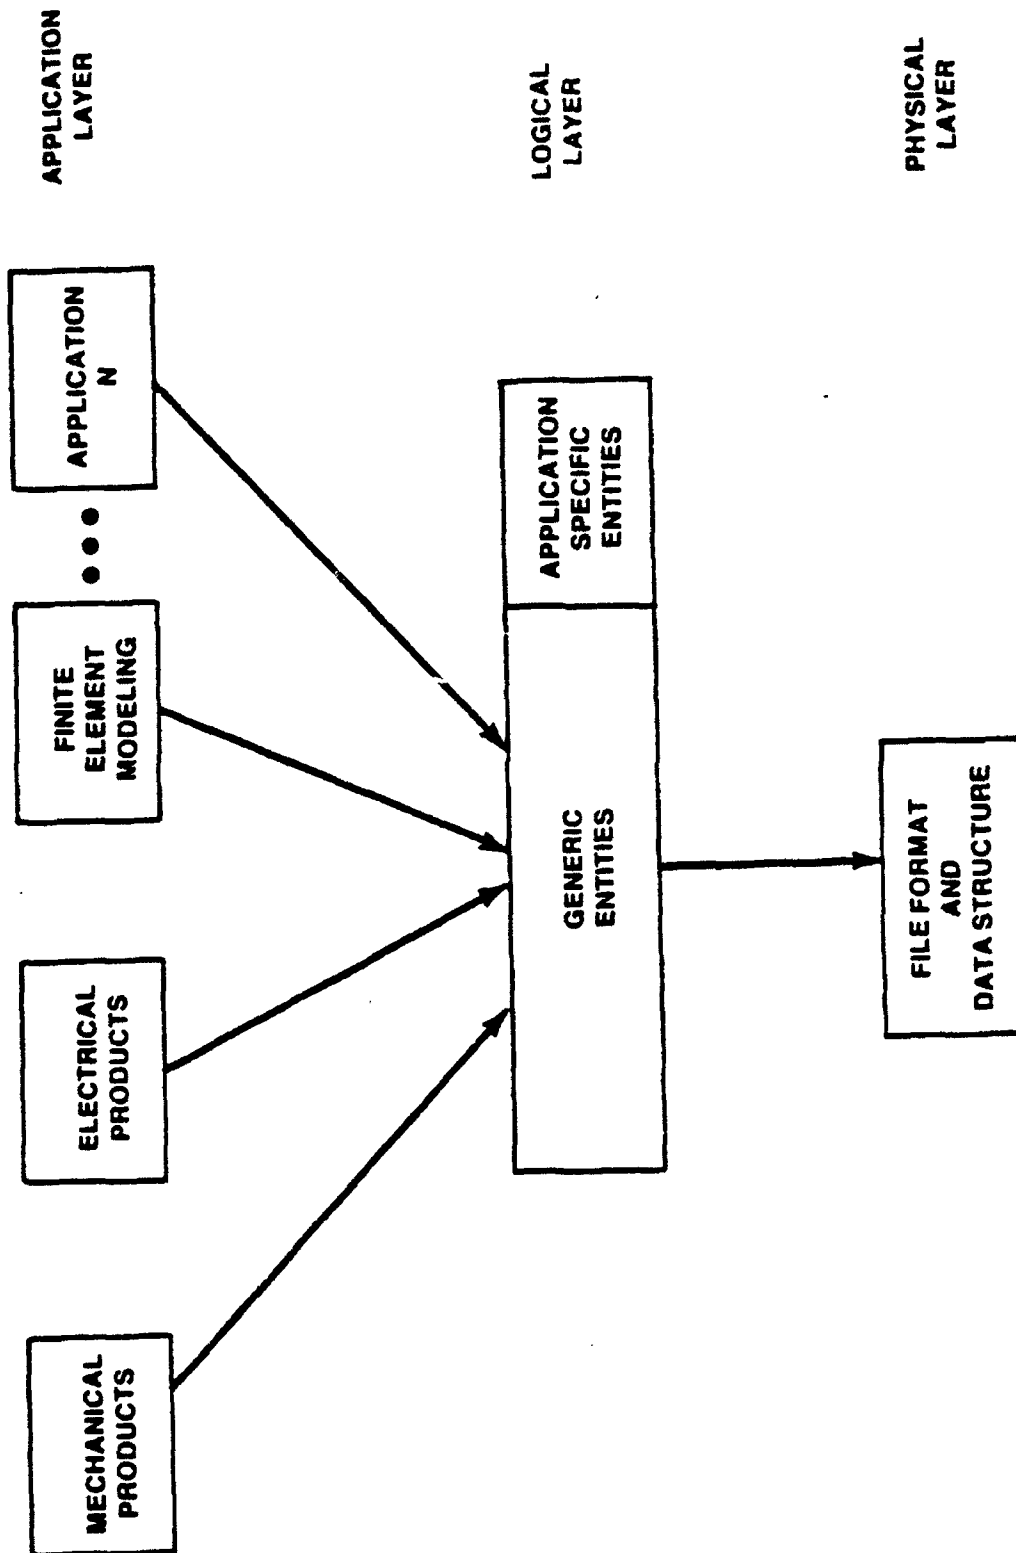 MECHANICAL
PRODUCTS
ELECTRICAL
PRODUCTS
FINITE
ELEMENT
MODELING
APPLICATION
N
APPLICATION
LAYER
GENERIC
ENTITIES
APPLICATION
SPECIFIC
ENTITIES
LOGICAL
LAYER
FILE FORMAT
AND
DATA STRUCTURE
PHYSICAL
LAYER